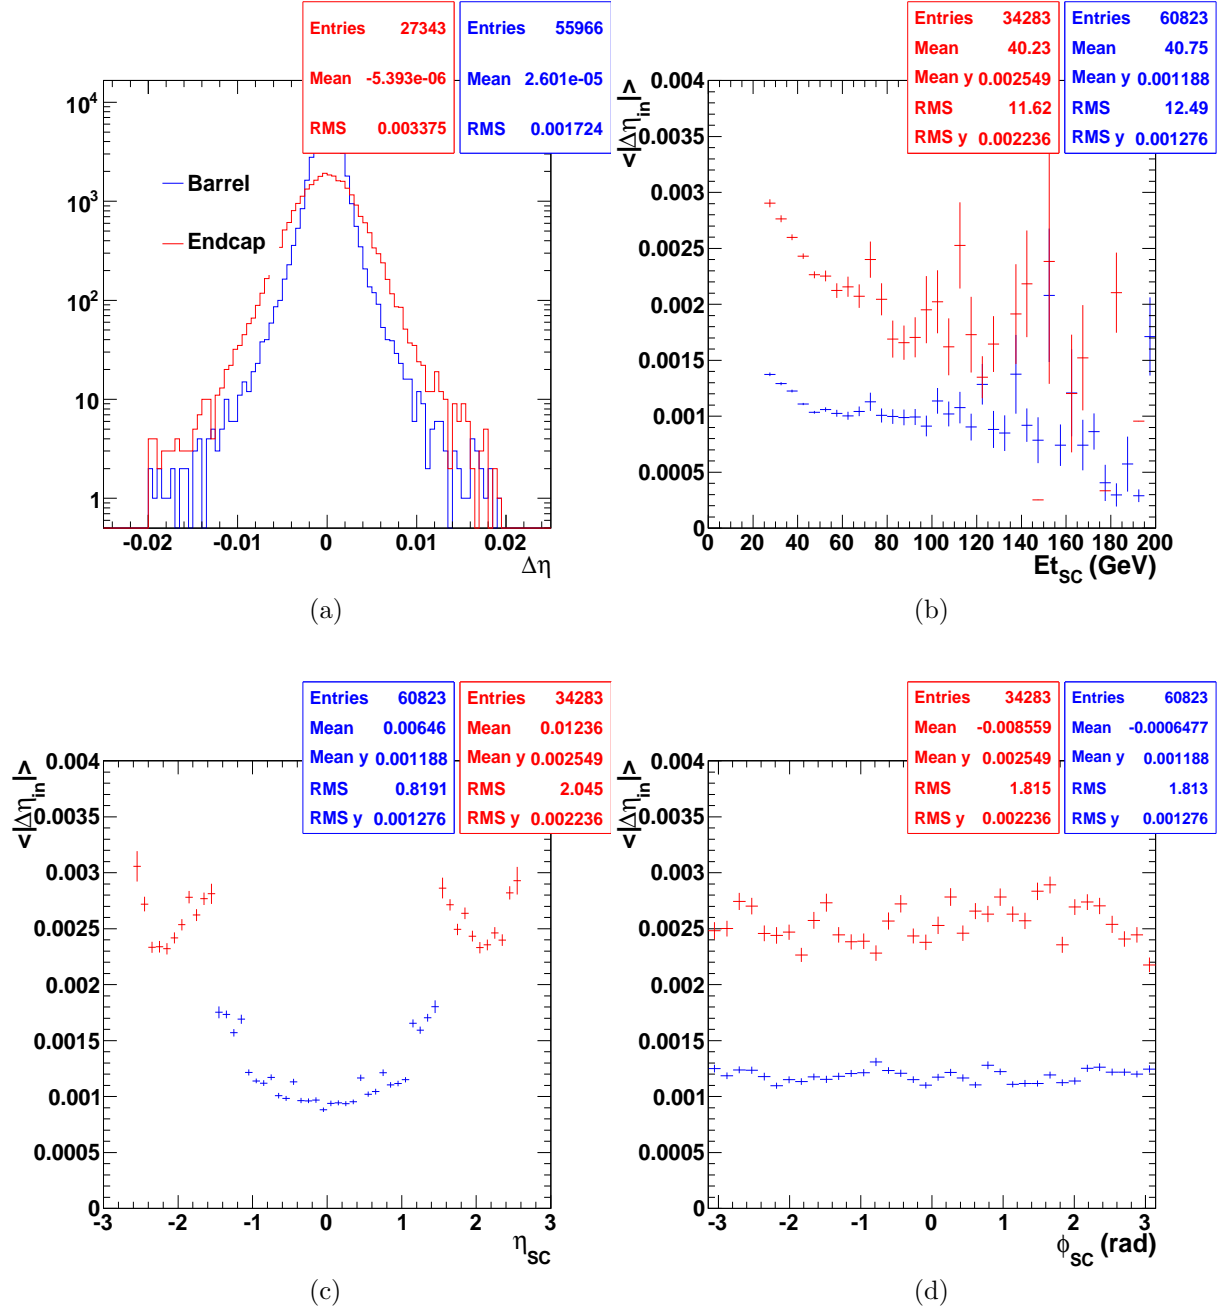 Entries 27343
Mean -5.393e-06
RMS 0.003375
Entries 55966
Mean 2.601e-05
RMS 0.001724
10^4
10^3
10^2
10
1
Barrel
Endcap
-0.02 -0.01 0 0.01 0.02
Δη
(a)
Entries 34283
Mean 40.23
Mean y 0.002549
RMS 11.62
RMS y 0.002236
Entries 60823
Mean 40.75
Mean y 0.001188
RMS 12.49
RMS y 0.001276
<|Δη_in|>
0.004
0.0035
0.003
0.0025
0.002
0.0015
0.001
0.0005
0
0 20 40 60 80 100 120 140 160 180 200
Et_SC (GeV)
(b)
Entries 60823
Mean 0.00646
Mean y 0.001188
RMS 0.8191
RMS y 0.001276
Entries 34283
Mean 0.01236
Mean y 0.002549
RMS 2.045
RMS y 0.002236
<|Δη_in|>
0.004
0.0035
0.003
0.0025
0.002
0.0015
0.001
0.0005
0
-3 -2 -1 0 1 2 3
η_SC
(c)
Entries 34283
Mean -0.008559
Mean y 0.002549
RMS 1.815
RMS y 0.002236
Entries 60823
Mean -0.0006477
Mean y 0.001188
RMS 1.813
RMS y 0.001276
<|Δη_in|>
0.004
0.0035
0.003
0.0025
0.002
0.0015
0.001
0.0005
0
-3 -2 -1 0 1 2 3
ϕ_SC (rad)
(d)